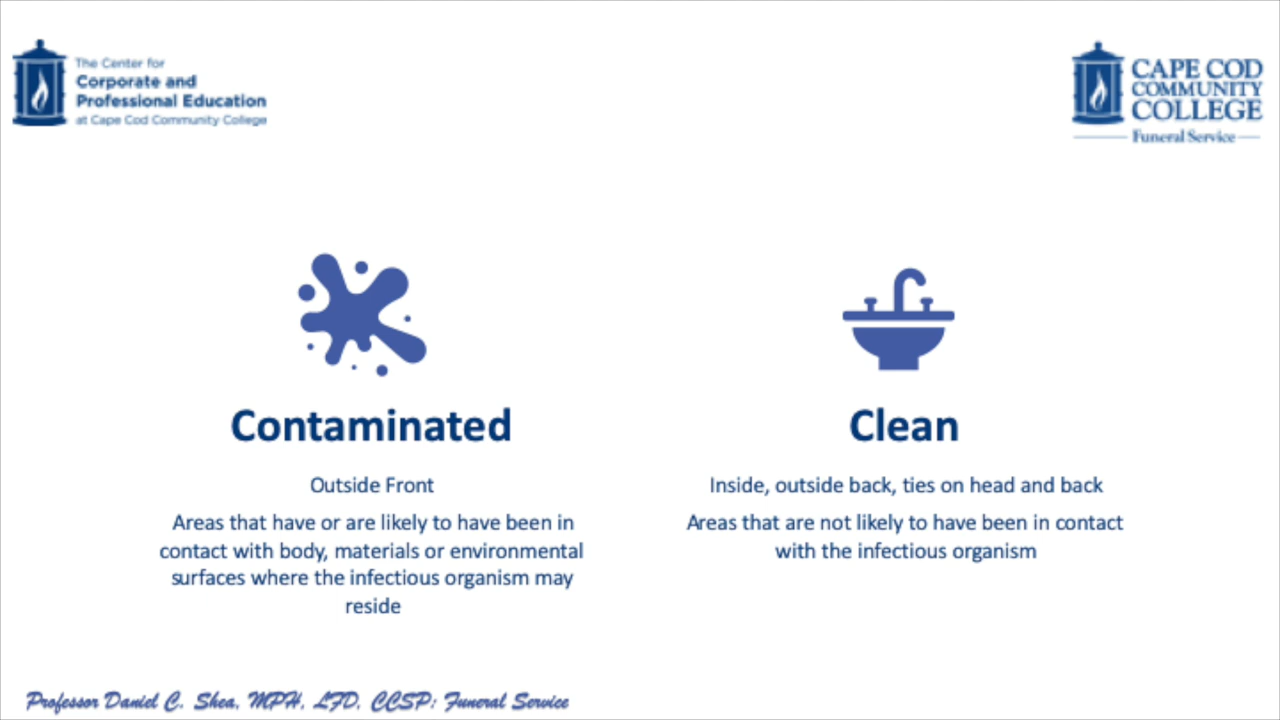 The Center for
Corporate and
Professional Education
at Cape Cod Community College
CAPE COD
COMMUNITY
COLLEGE
Funeral Service
Contaminated
Outside Front
Areas that have or are likely to have been in
contact with body, materials or environmental
surfaces where the infectious organism may
reside
Clean
Inside, outside back, ties on head and back
Areas that are not likely to have been in contact
with the infectious organism
Professor Daniel C. Shea, MPH, LFD, CCSP: Funeral Service